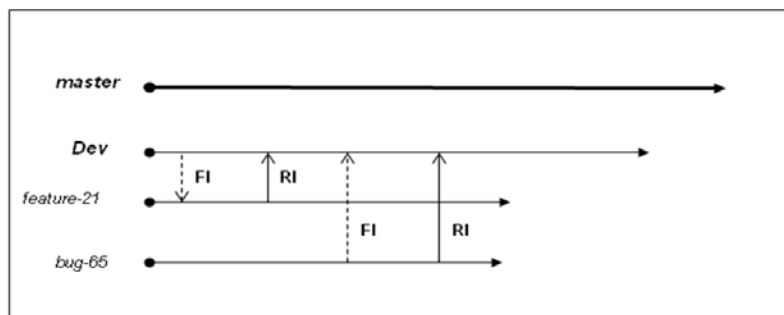 master
Dev
FI
RI
feature-21
FI
RI
bug-65